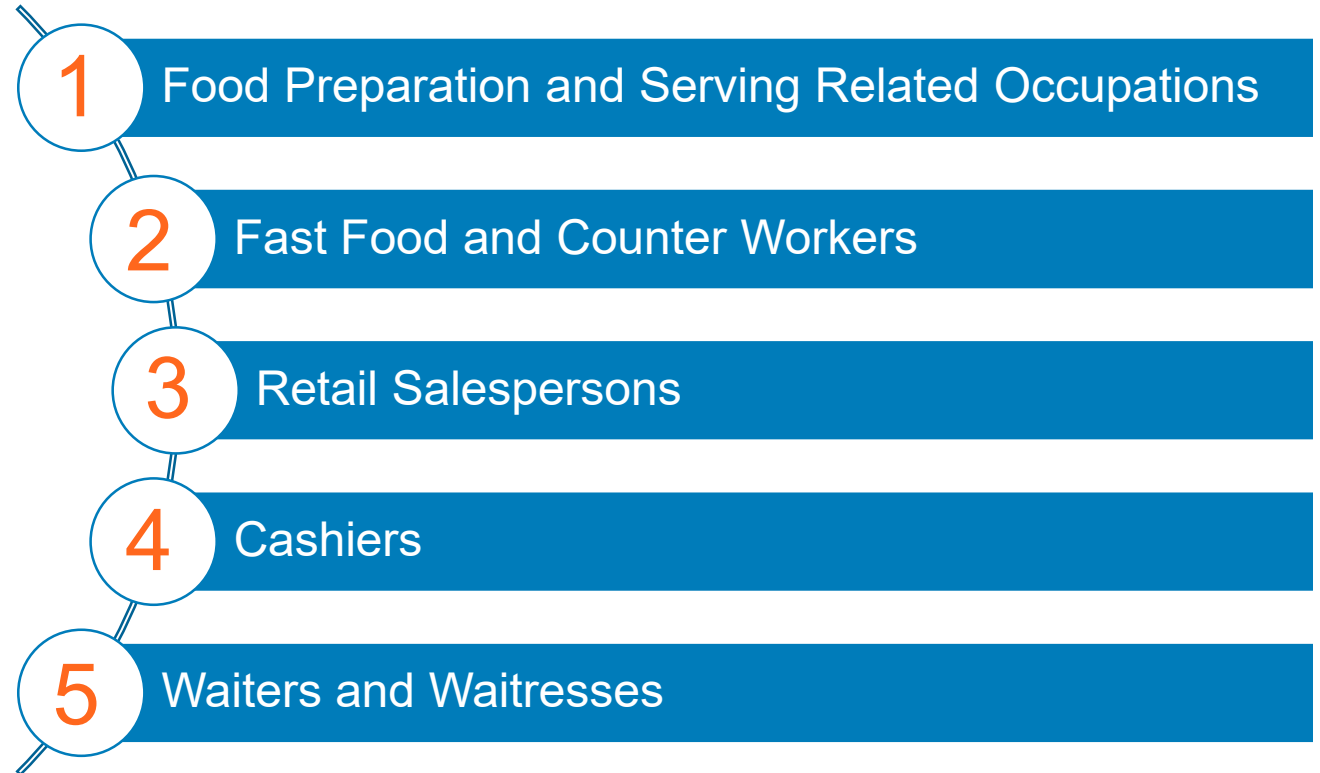 1 Food Preparation and Serving Related Occupations
2 Fast Food and Counter Workers
3 Retail Salespersons
4 Cashiers
5 Waiters and Waitresses